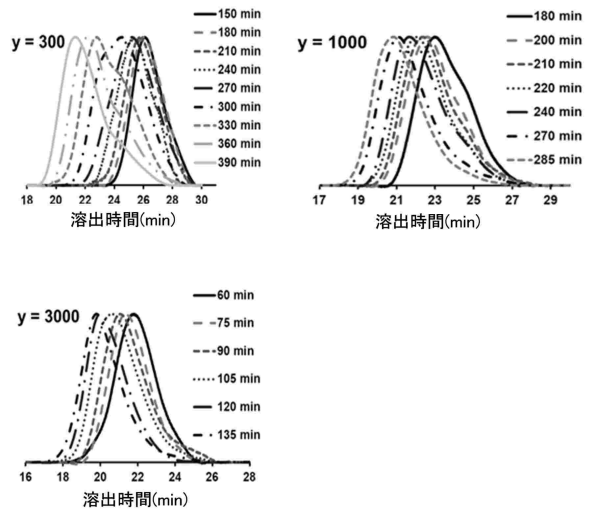 y = 300
150 min
180 min
210 min
240 min
270 min
300 min
330 min
360 min
390 min
18 20 22 24 26 28 30
溶出時間(min)
y = 1000
180 min
200 min
210 min
220 min
240 min
270 min
285 min
17 19 21 23 25 27 29
溶出時間(min)
y = 3000
60 min
75 min
90 min
105 min
120 min
135 min
16 18 20 22 24 26 28
溶出時間(min)